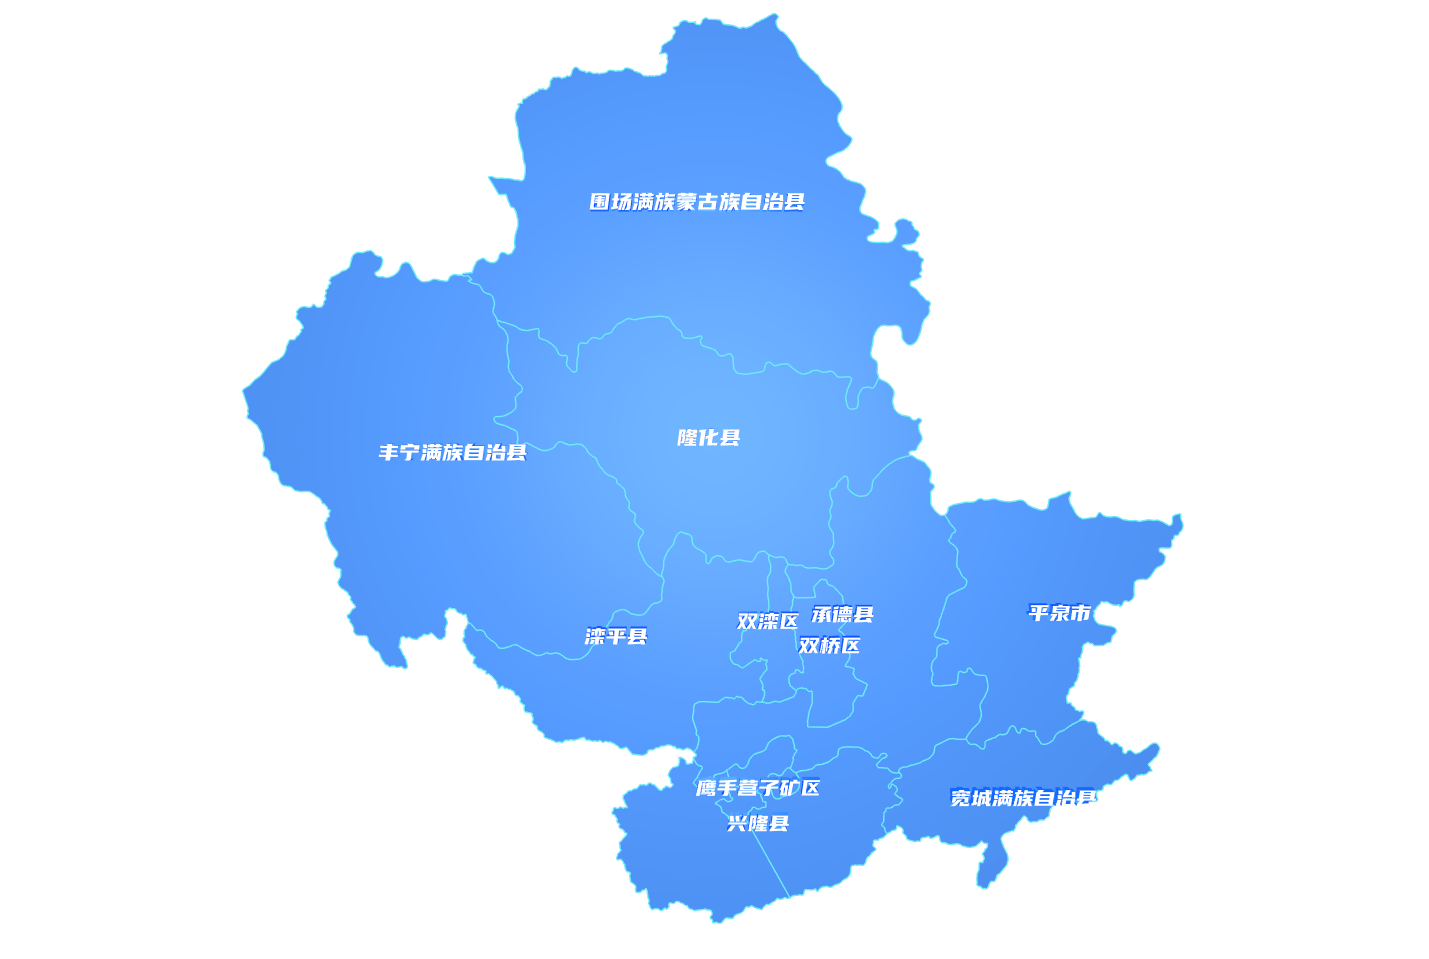 围场满族蒙古族自治县
隆化县
丰宁满族自治县
平泉市
承德县
双滦区
滦平县
双桥区
鹰手营子矿区
宽城满族自治县
兴隆县